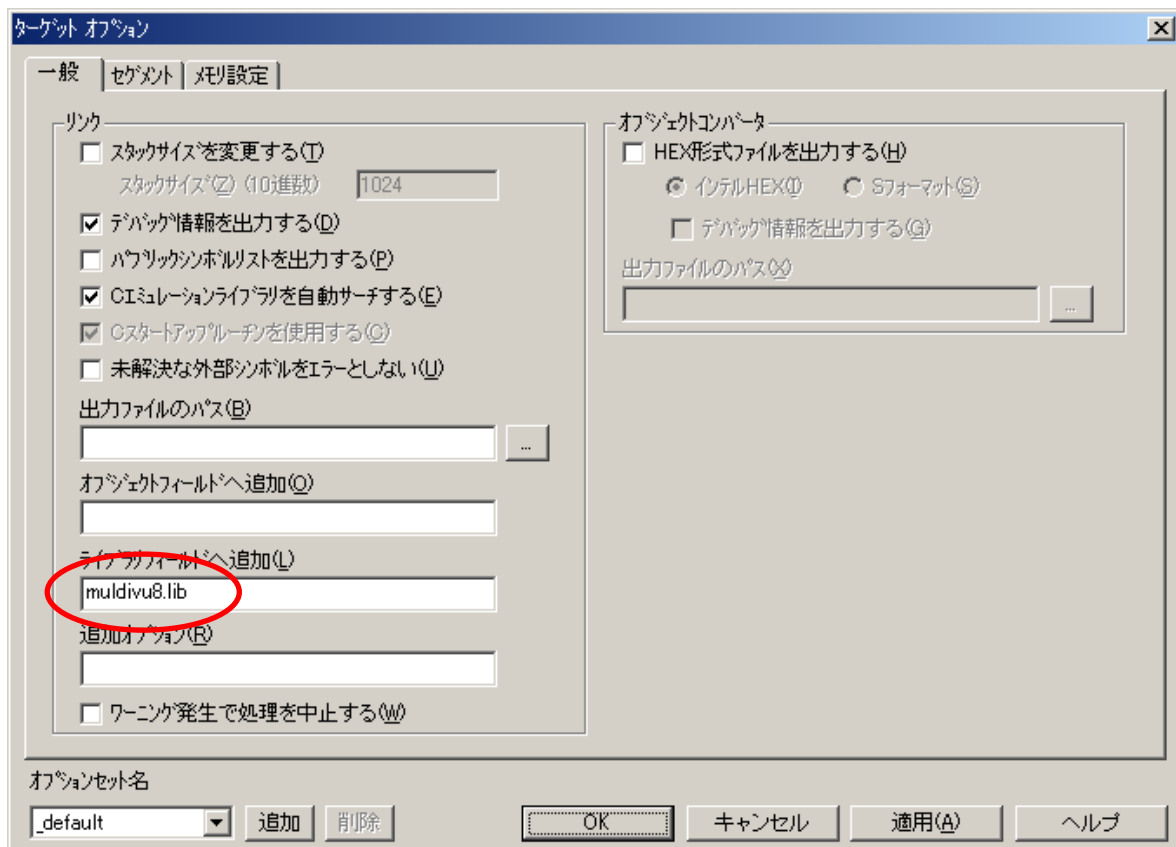 ターゲット オプション
一般
セグメント
メモリ設定
リンク
スタックサイズを変更する(T)
スタックサイズ(Z) (10進数)
1024
デバッグ情報を出力する(D)
パブリックシンボルリストを出力する(P)
Cエミュレーションライブラリを自動サーチする(E)
Cスタートアップルーチンを使用する(C)
未解決な外部シンボルをエラーとしない(U)
出力ファイルのパス(B)
...
オブジェクトフィールドへ追加(O)
ライブラリフィールドへ追加(L)
muldivu8.lib
追加オプション(R)
ワーニング発生で処理を中止する(W)
オブジェクトコンバータ
HEX形式ファイルを出力する(H)
インテルHEX(I)
Sフォーマット(S)
デバッグ情報を出力する(G)
出力ファイルのパス(X)
...
オプションセット名
_default
追加
削除
OK
キャンセル
適用(A)
ヘルプ